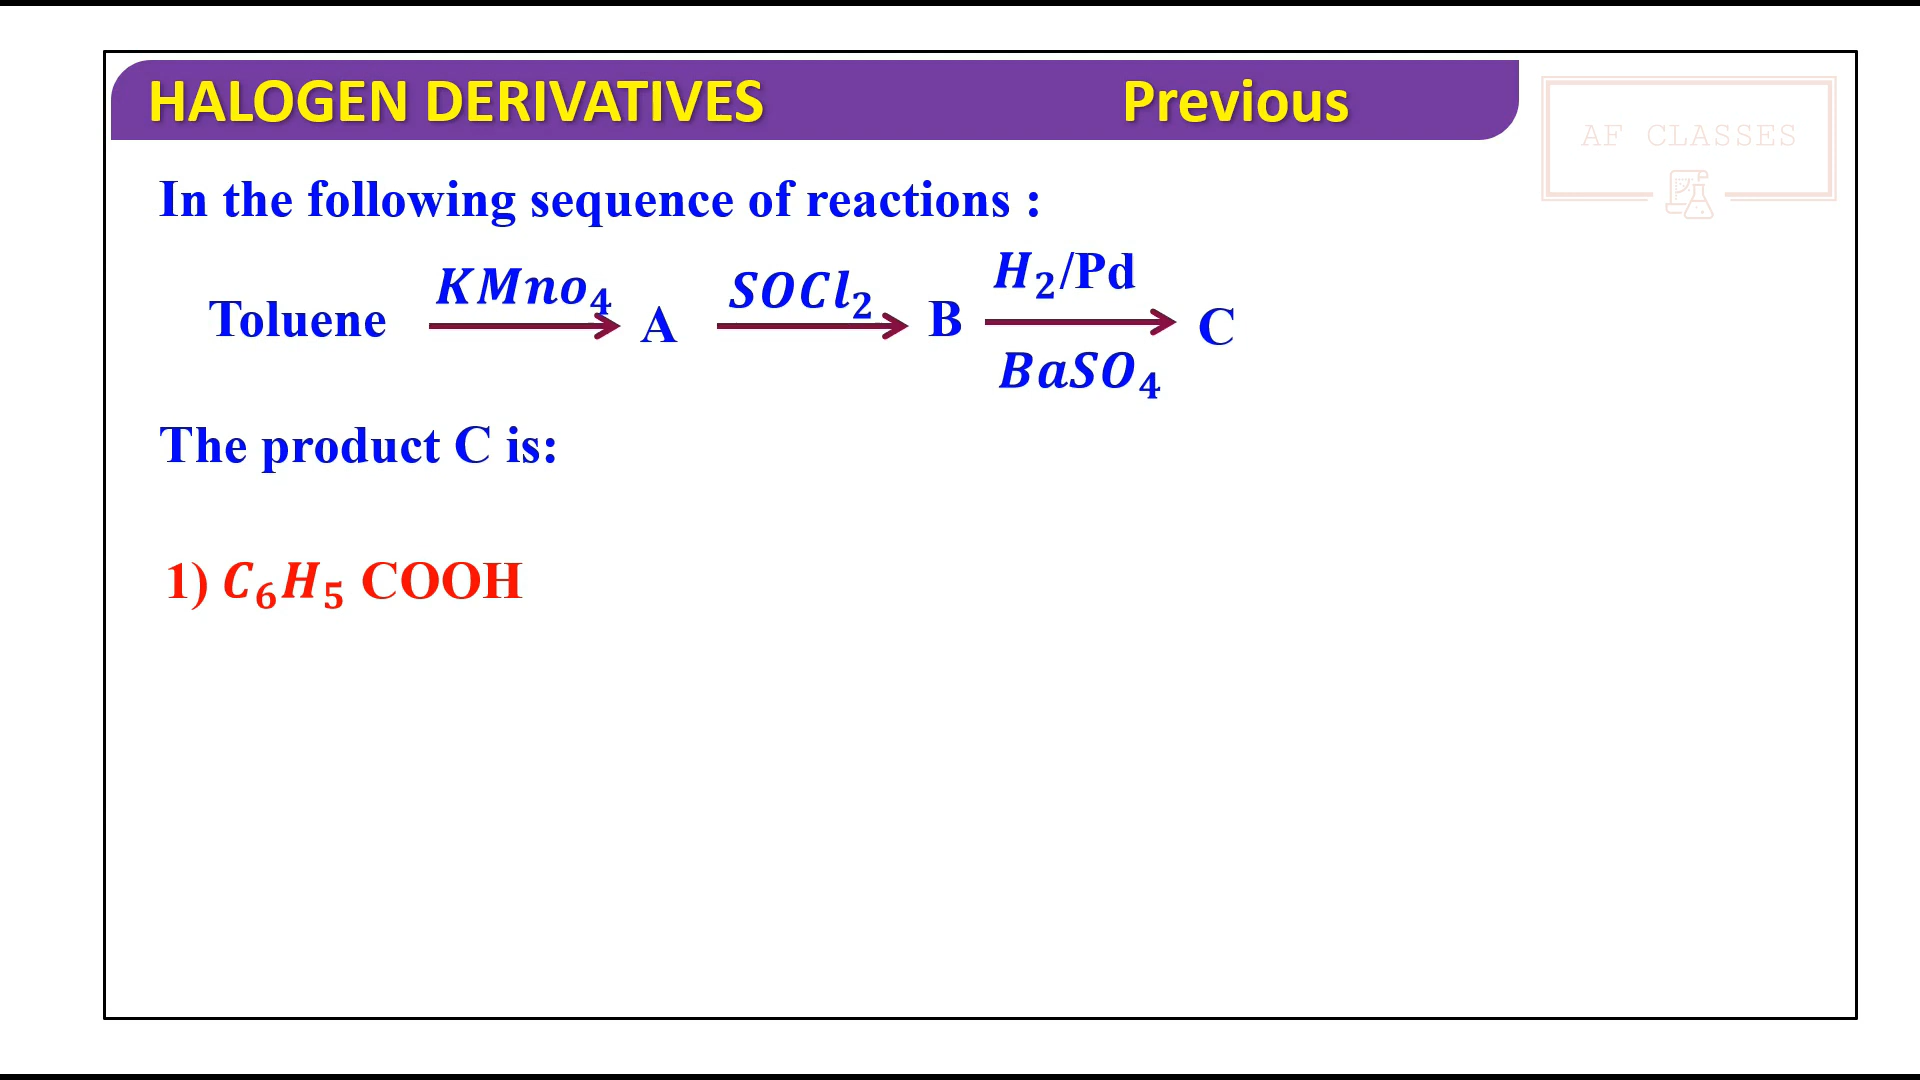 HALOGEN DERIVATIVES Previous
AF CLASSES
In the following sequence of reactions :
Toluene KMno₄ A SOCl₂ B H₂/Pd BaSO₄ C
The product C is:
1) C₆H₅ COOH